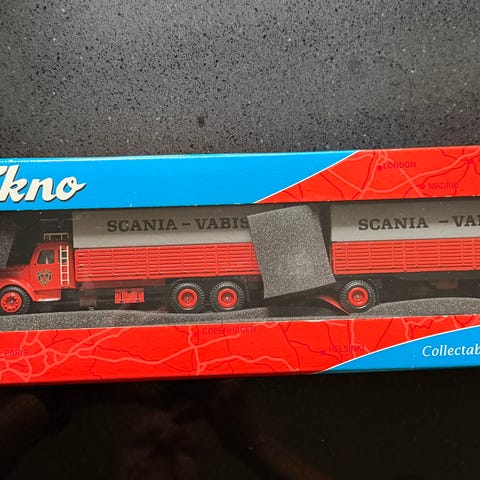 kno
LONDON
MADRID
SCANIA - VABIS
SCANIA - VA
COPENHAGEN
PARIS
HELSINKI
Collectab